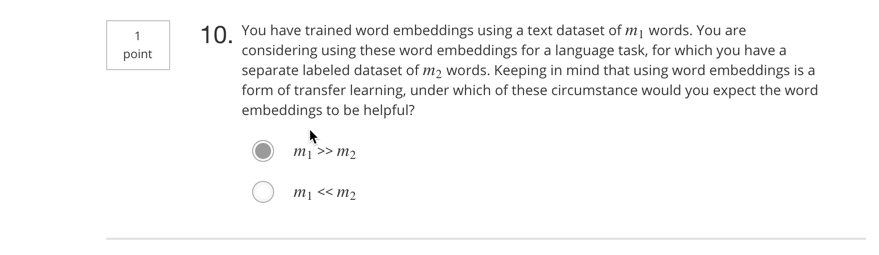 1
point
10. You have trained word embeddings using a text dataset of m₁ words. You are
considering using these word embeddings for a language task, for which you have a
separate labeled dataset of m₂ words. Keeping in mind that using word embeddings is a
form of transfer learning, under which of these circumstance would you expect the word
embeddings to be helpful?
m₁ >> m₂
m₁ << m₂